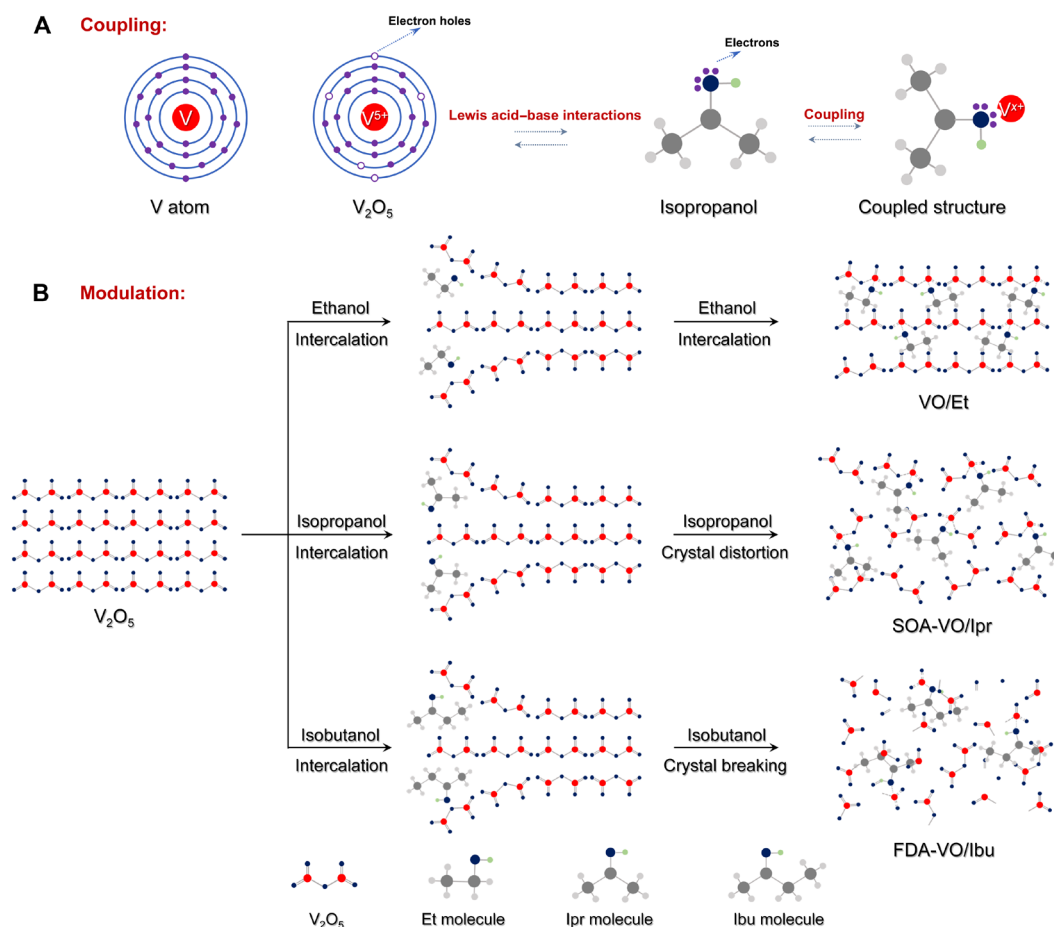 A Coupling:
Electron holes
Electrons
V
V5+
Lewis acid–base interactions
Coupling
Vx+
V atom
V2O5
Isopropanol
Coupled structure
B Modulation:
Ethanol
Intercalation
Ethanol
Intercalation
VO/Et
Isopropanol
Intercalation
Isopropanol
Crystal distortion
V2O5
SOA-VO/Ipr
Isobutanol
Intercalation
Isobutanol
Crystal breaking
FDA-VO/Ibu
V2O5
Et molecule
Ipr molecule
Ibu molecule